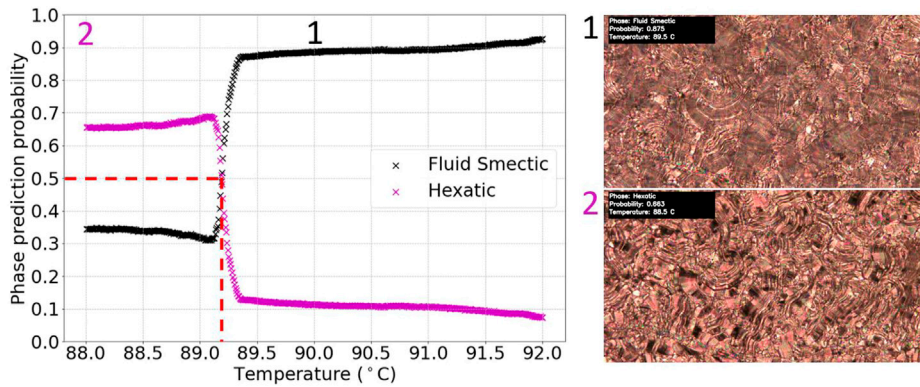 2
1
1.0
0.9
0.8
0.7
0.6
0.5
0.4
0.3
0.2
0.1
0.0
Phase prediction probability
Fluid Smectic
Hexatic
88.0 88.5 89.0 89.5 90.0 90.5 91.0 91.5 92.0
Temperature (°C)
1
Phase: Fluid Smectic
Probability: 0.875
Temperature: 89.5 C
2
Phase: Hexatic
Probability: 0.663
Temperature: 88.5 C